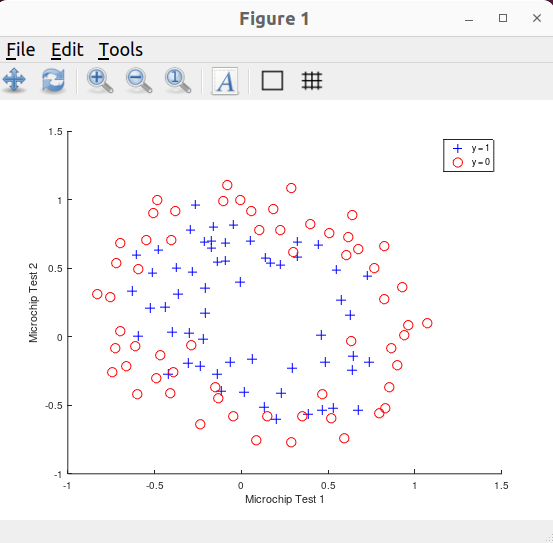 Figure 1
File Edit Tools
A
1.5
1
0.5
0
-0.5
-1
-1 -0.5 0 0.5 1 1.5
Microchip Test 1
Microchip Test 2
y = 1
y = 0